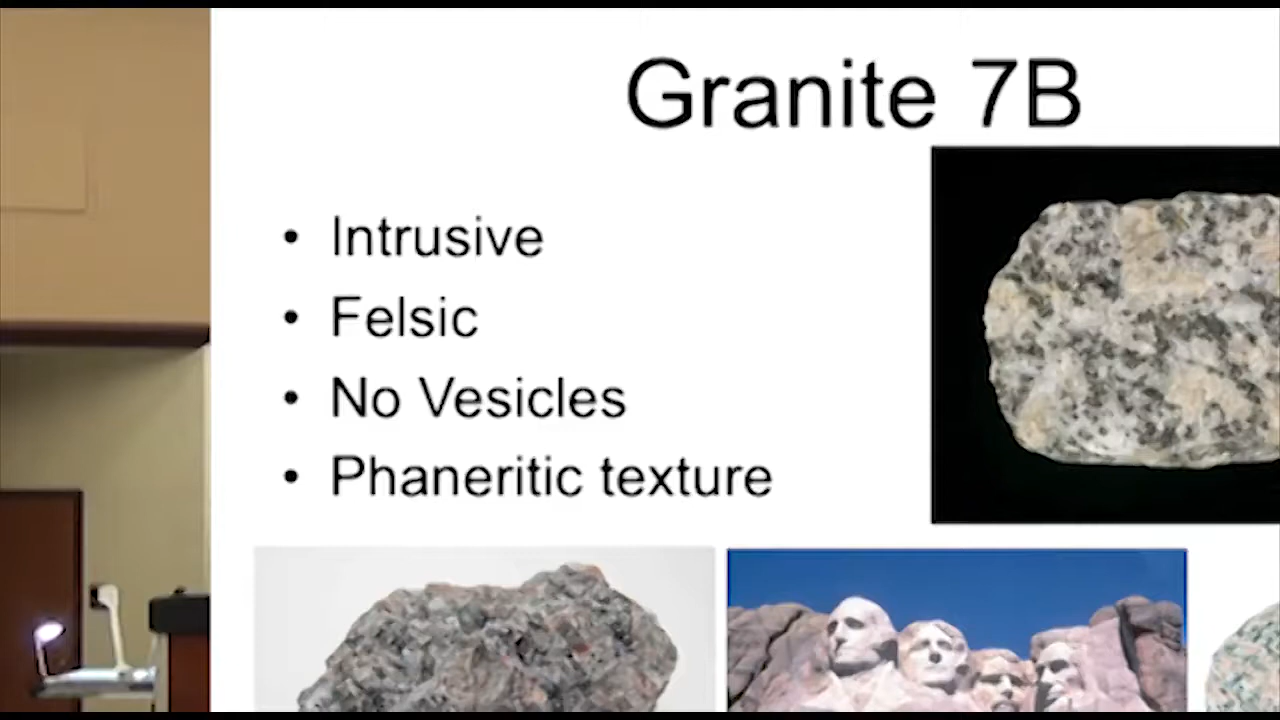 Granite 7B
• Intrusive
• Felsic
• No Vesicles
• Phaneritic texture